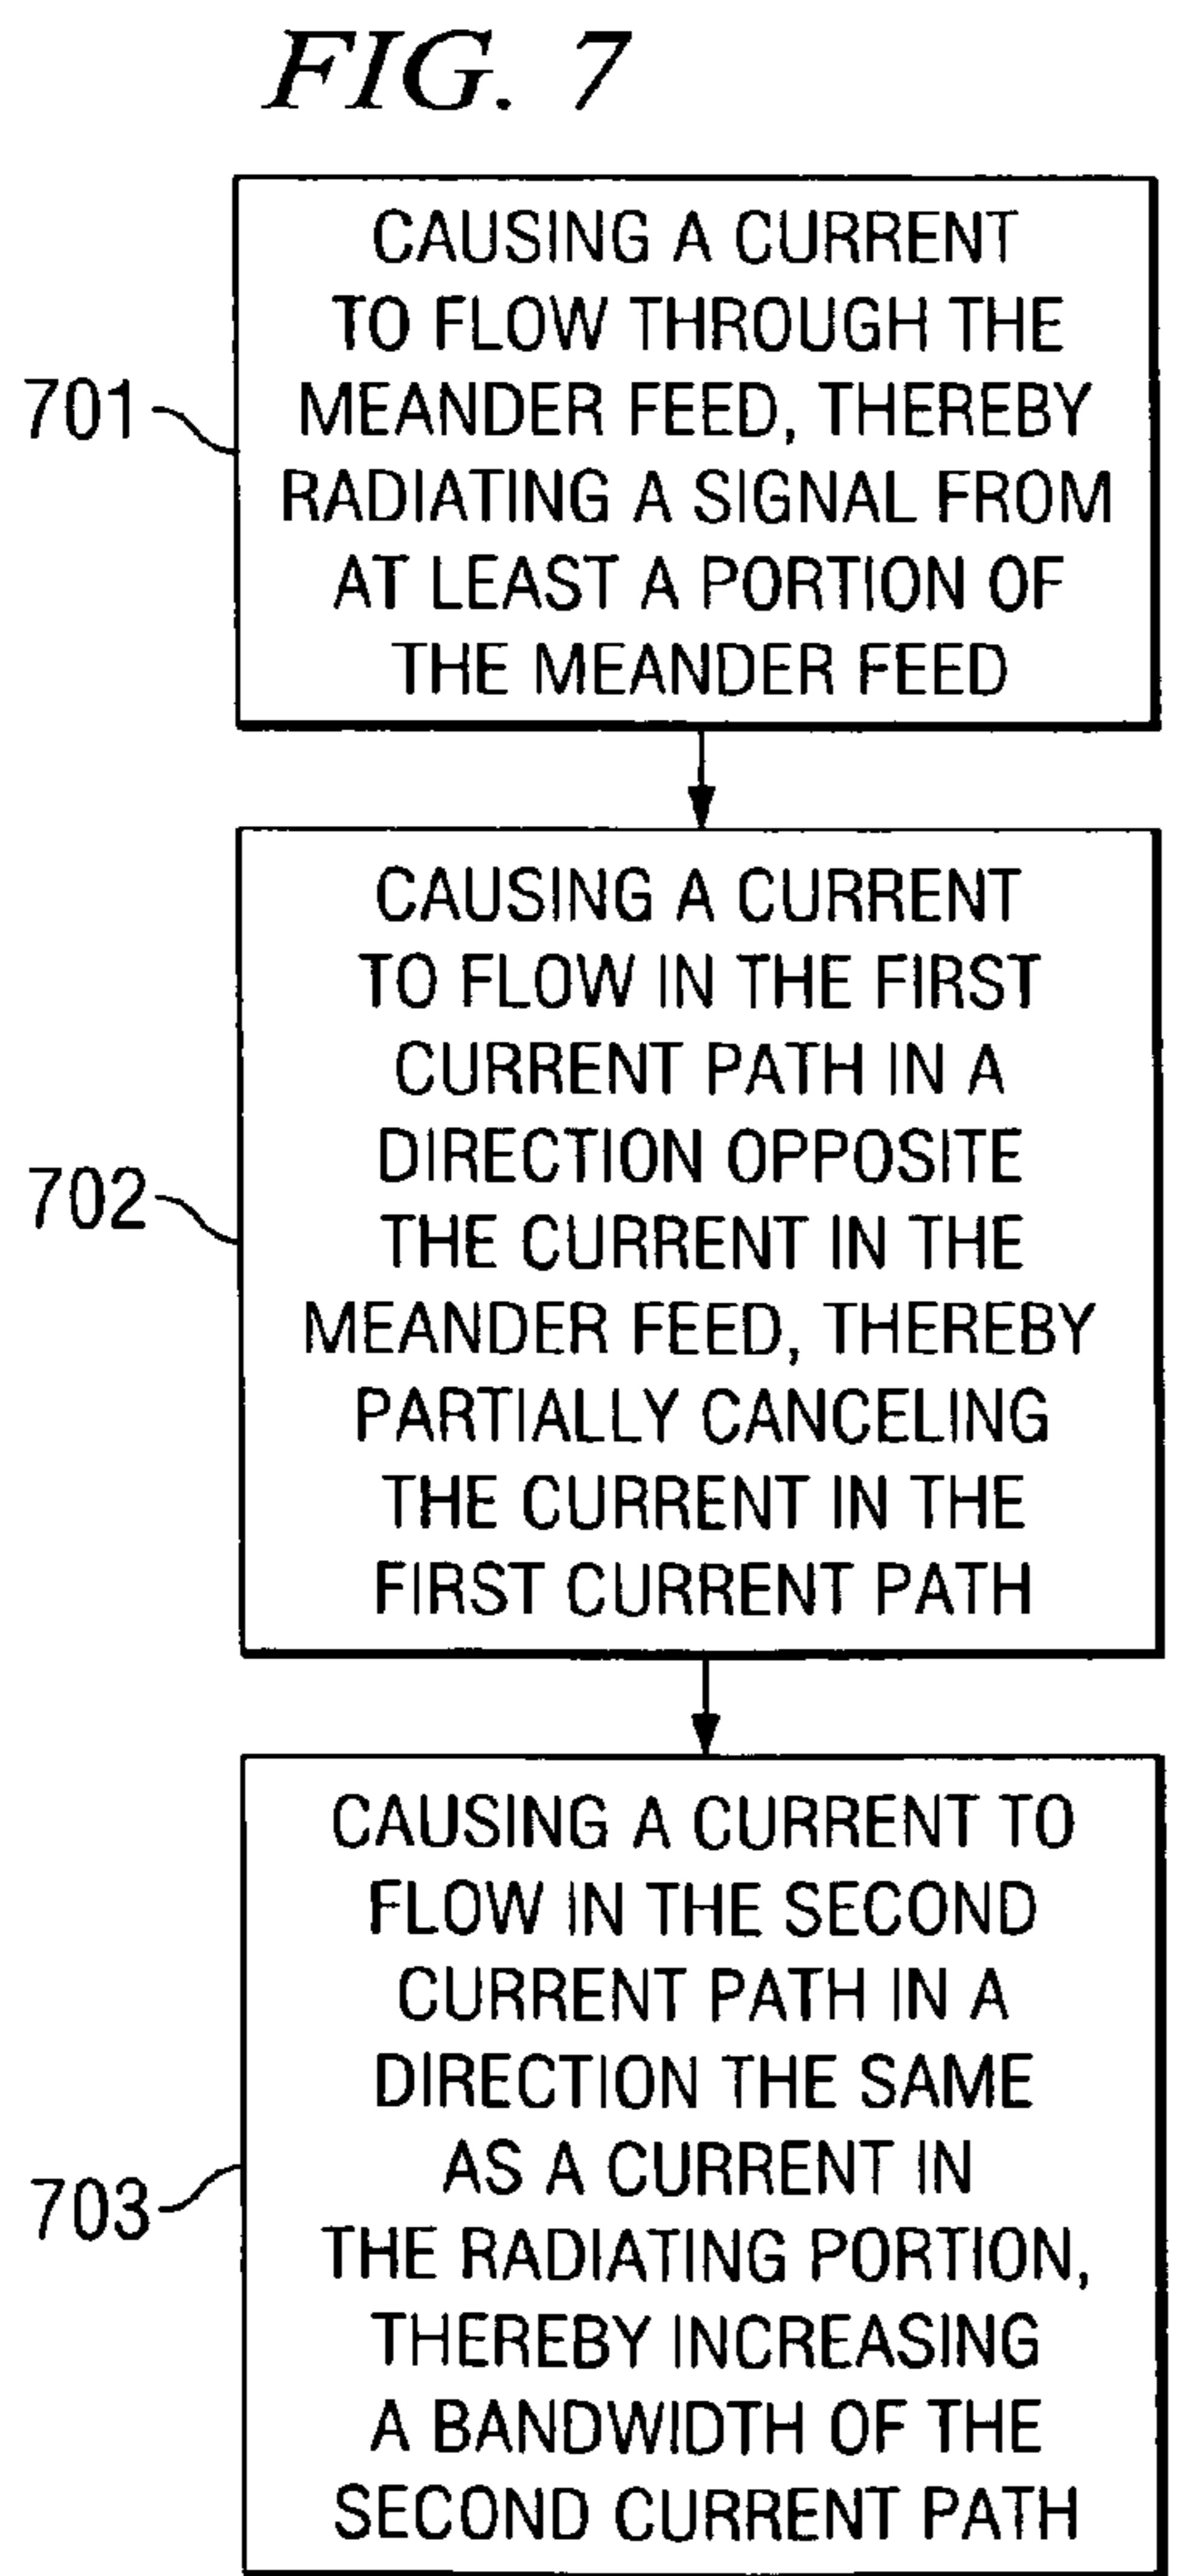 FIG. 7
CAUSING A CURRENT
TO FLOW THROUGH THE
MEANDER FEED, THEREBY
RADIATING A SIGNAL FROM
AT LEAST A PORTION OF
THE MEANDER FEED
701
CAUSING A CURRENT
TO FLOW IN THE FIRST
CURRENT PATH IN A
DIRECTION OPPOSITE
THE CURRENT IN THE
MEANDER FEED, THEREBY
PARTIALLY CANCELING
THE CURRENT IN THE
FIRST CURRENT PATH
702
CAUSING A CURRENT TO
FLOW IN THE SECOND
CURRENT PATH IN A
DIRECTION THE SAME
AS A CURRENT IN
THE RADIATING PORTION,
THEREBY INCREASING
A BANDWIDTH OF THE
SECOND CURRENT PATH
703